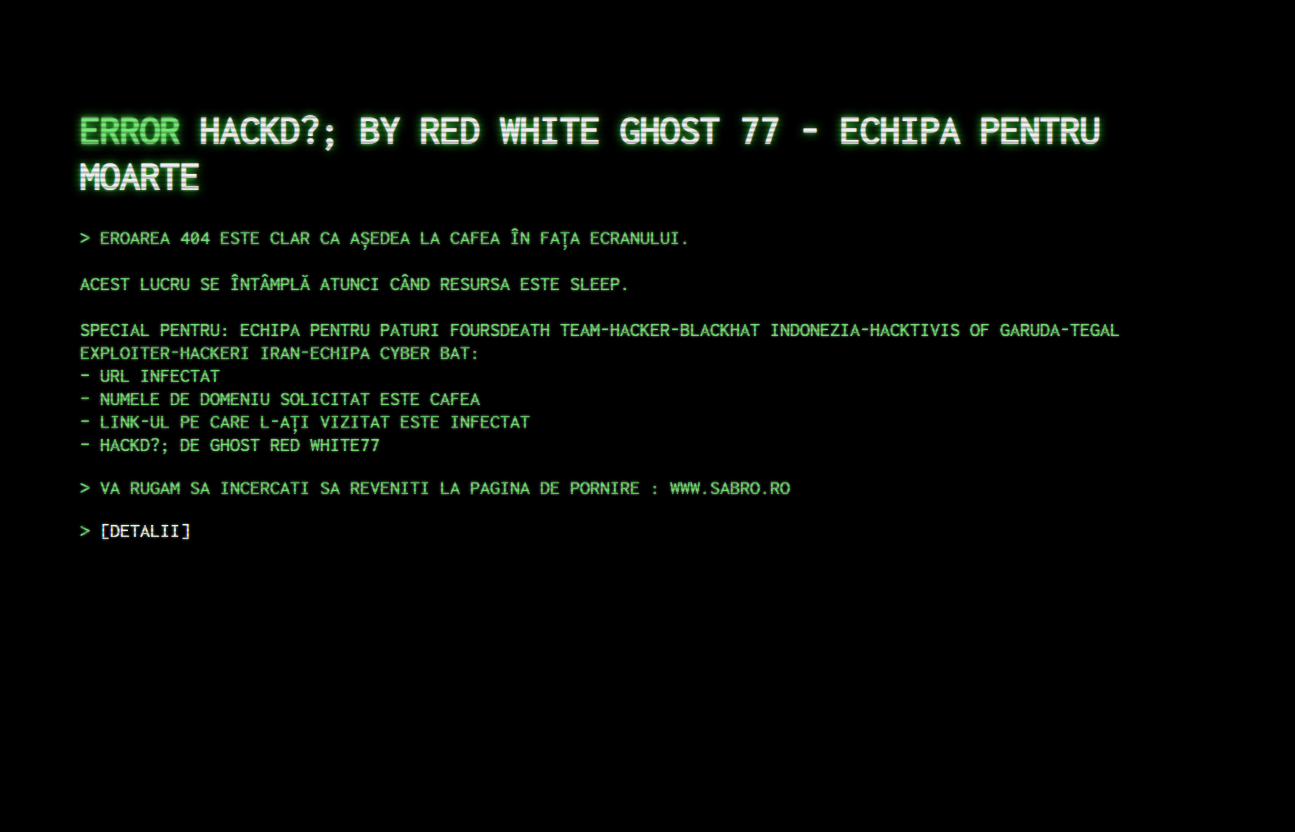 ERROR HACKD?; BY RED WHITE GHOST 77 - ECHIPA PENTRU
MOARTE
> EROAREA 404 ESTE CLAR CA AȘEDEA LA CAFEA ÎN FAȚA ECRANULUI.
ACEST LUCRU SE ÎNTÂMPLĂ ATUNCI CÂND RESURSA ESTE SLEEP.
SPECIAL PENTRU: ECHIPA PENTRU PATURI FOURSDEATH TEAM-HACKER-BLACKHAT INDONEZIA-HACKTIVIS OF GARUDA-TEGAL
EXPLOITER-HACKERI IRAN-ECHIPA CYBER BAT:
- URL INFECTAT
- NUMELE DE DOMENIU SOLICITAT ESTE CAFEA
- LINK-UL PE CARE L-AȚI VIZITAT ESTE INFECTAT
- HACKD?; DE GHOST RED WHITE77
> VA RUGAM SA INCERCATI SA REVENITI LA PAGINA DE PORNIRE : WWW.SABRO.RO
> [DETALII]